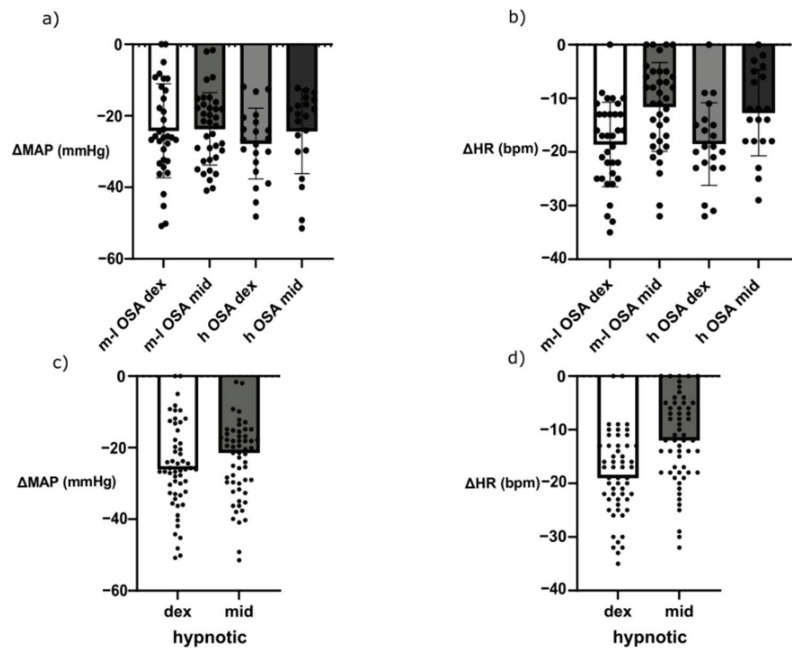 a)
0
−20
−40
−60
ΔMAP (mmHg)
m-l OSA dex
m-l OSA mid
h OSA dex
h OSA mid
b)
0
−10
−20
−30
−40
ΔHR (bpm)
m-l OSA dex
m-l OSA mid
h OSA dex
h OSA mid
c)
0
−20
−40
−60
ΔMAP (mmHg)
dex mid
hypnotic
d)
0
−10
−20
−30
−40
ΔHR (bpm)
dex mid
hypnotic